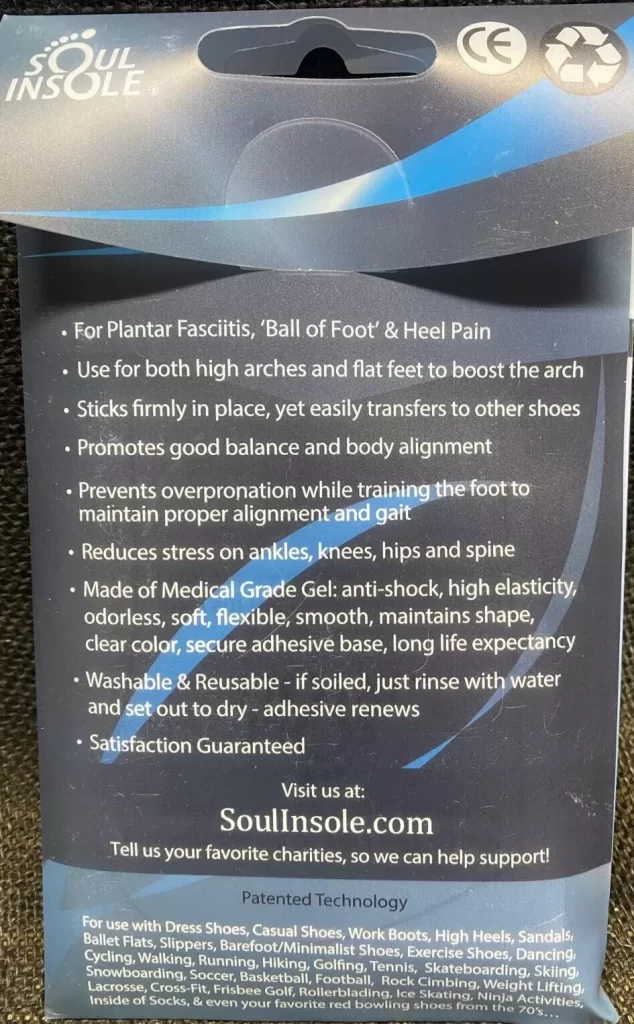 SOUL
INSOLE®
CE
• For Plantar Fasciitis, 'Ball of Foot' & Heel Pain
• Use for both high arches and flat feet to boost the arch
• Sticks firmly in place, yet easily transfers to other shoes
• Promotes good balance and body alignment
• Prevents overpronation while training the foot to
maintain proper alignment and gait
• Reduces stress on ankles, knees, hips and spine
• Made of Medical Grade Gel: anti-shock, high elasticity,
odorless, soft, flexible, smooth, maintains shape,
clear color, secure adhesive base, long life expectancy
• Washable & Reusable - if soiled, just rinse with water
and set out to dry - adhesive renews
• Satisfaction Guaranteed
Visit us at:
SoulInsole.com
Tell us your favorite charities, so we can help support!
Patented Technology
For use with Dress Shoes, Casual Shoes, Work Boots, High Heels, Sandals,
Ballet Flats, Slippers, Barefoot/Minimalist Shoes, Exercise Shoes, Dancing,
Cycling, Walking, Running, Hiking, Golfing, Tennis, Skateboarding, Skiing,
Snowboarding, Soccer, Basketball, Football, Rock Cimbing, Weight Lifting,
Lacrosse, Cross-Fit, Frisbee Golf, Rollerblading, Ice Skating, Ninja Activities,
Inside of Socks, & even your favorite red bowling shoes from the 70's...